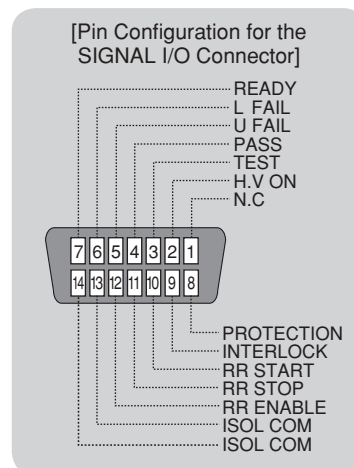 [Pin Configuration for the
SIGNAL I/O Connector]
READY
L FAIL
U FAIL
PASS
TEST
H.V ON
N.C
7 6 5 4 3 2 1
14 13 12 11 10 9 8
PROTECTION
INTERLOCK
RR START
RR STOP
RR ENABLE
ISOL COM
ISOL COM